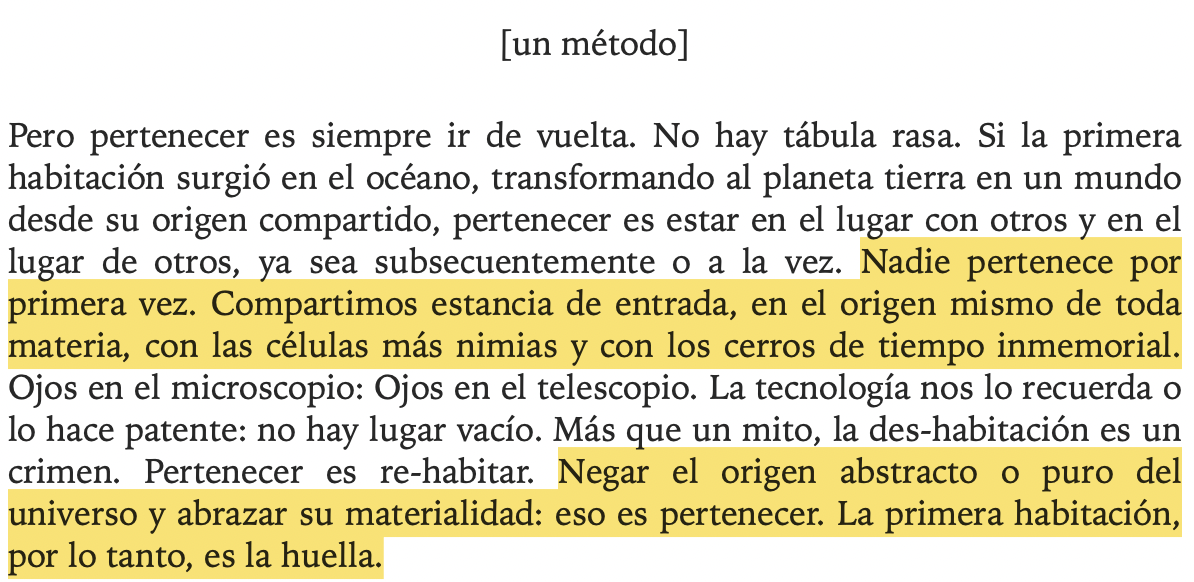 [un método]
Pero pertenecer es siempre ir de vuelta. No hay tábula rasa. Si la primera
habitación surgió en el océano, transformando al planeta tierra en un mundo
desde su origen compartido, pertenecer es estar en el lugar con otros y en el
lugar de otros, ya sea subsecuentemente o a la vez. Nadie pertenece por
primera vez. Compartimos estancia de entrada, en el origen mismo de toda
materia, con las células más nimias y con los cerros de tiempo inmemorial.
Ojos en el microscopio: Ojos en el telescopio. La tecnología nos lo recuerda o
lo hace patente: no hay lugar vacío. Más que un mito, la des-habitación es un
crimen. Pertenecer es re-habitar. Negar el origen abstracto o puro del
universo y abrazar su materialidad: eso es pertenecer. La primera habitación,
por lo tanto, es la huella.